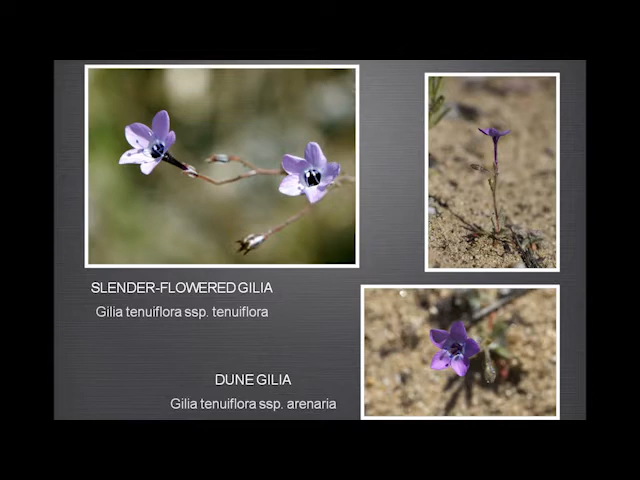 SLENDER-FLOWERED GILIA
Gilia tenuiflora ssp. tenuiflora
DUNE GILIA
Gilia tenuiflora ssp. arenaria